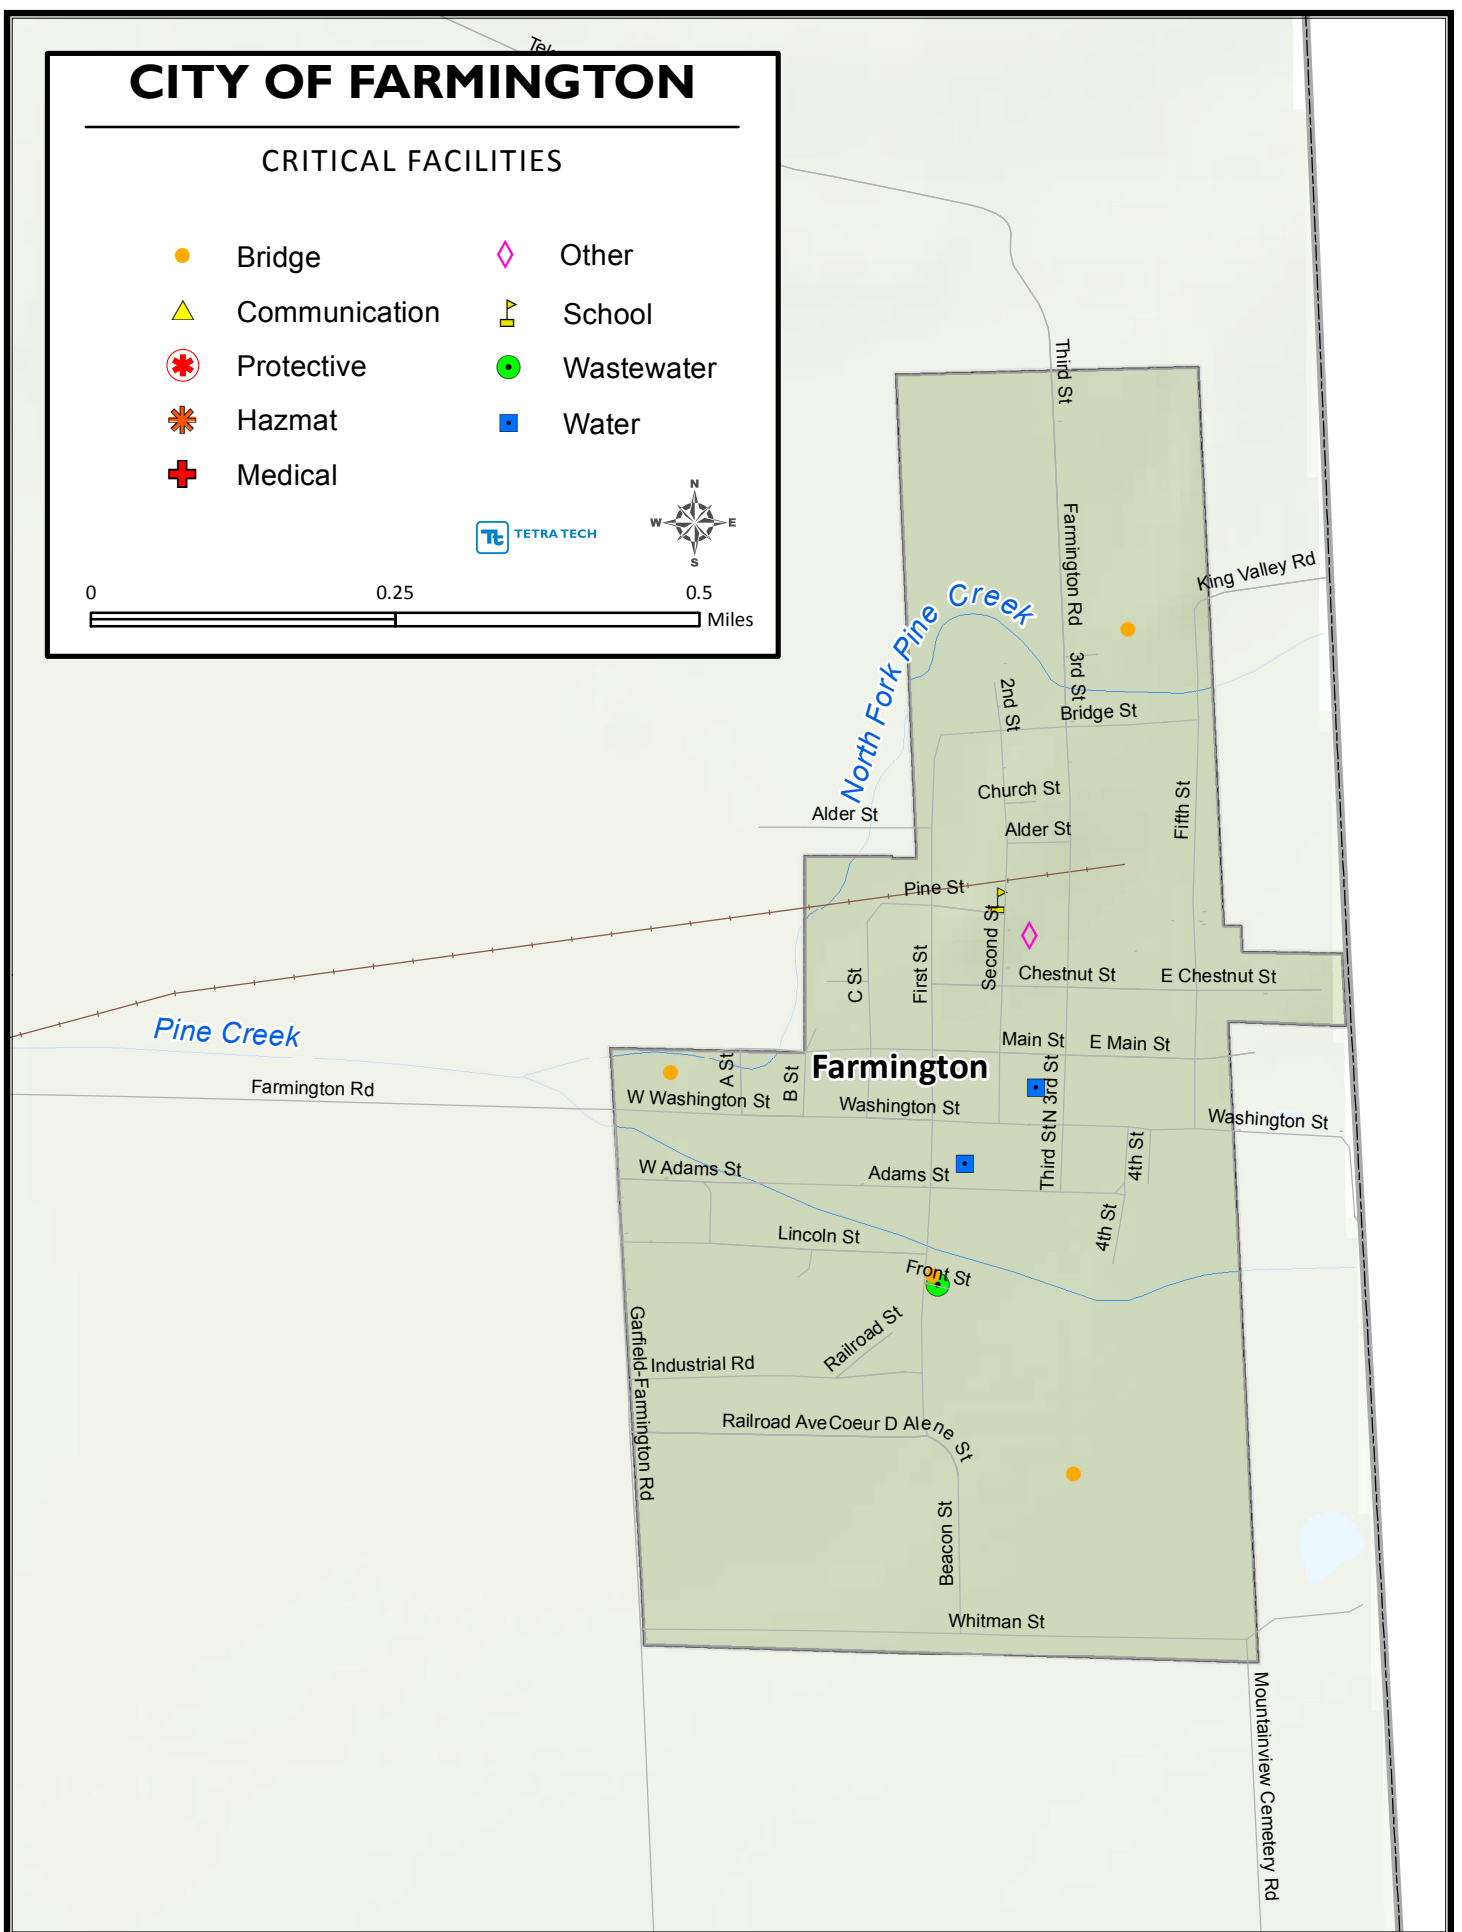 CITY OF FARMINGTON
CRITICAL FACILITIES
Bridge
Other
Communication
School
Protective
Wastewater
Hazmat
Water
Medical
N
W E
S
Tt TETRA TECH
0 0.25 0.5
Miles
Third St
Farmington Rd
King Valley Rd
North Fork Pine Creek
3rd St
2nd St
Bridge St
Church St
Fifth St
Alder St
Alder St
Pine St
Second St
First St
C St
Chestnut St
E Chestnut St
Pine Creek
Main St
E Main St
Farmington
A St
B St
N 3rd St
Farmington Rd
W Washington St
Washington St
Washington St
Third St
4th St
W Adams St
Adams St
4th St
Lincoln St
Front St
Garfield-Farmington Rd
Railroad St
Industrial Rd
Railroad Ave
Coeur D Alene St
Beacon St
Whitman St
Mountainview Cemetery Rd